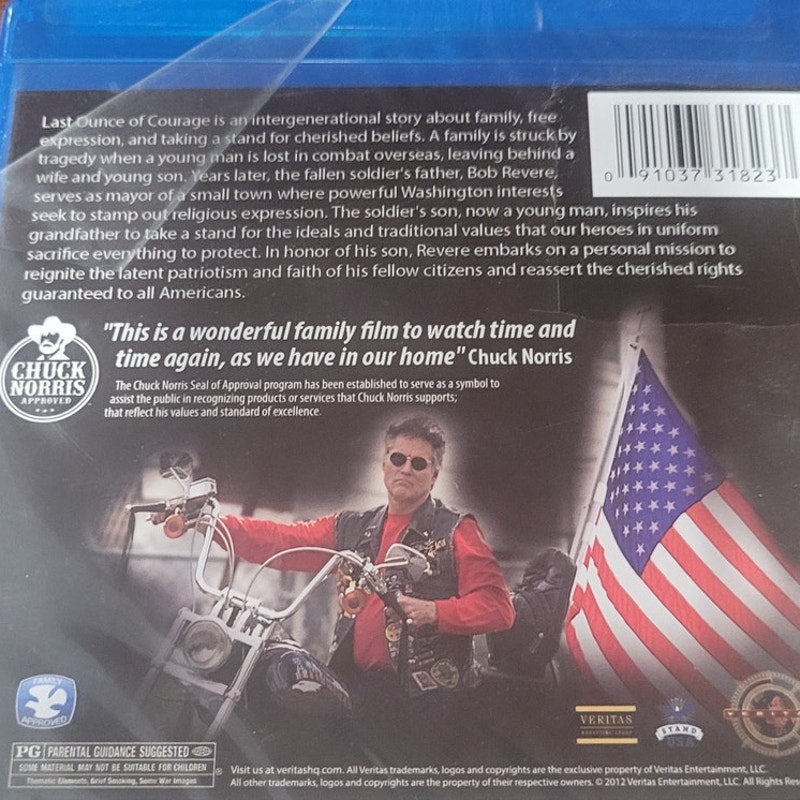 Last Ounce of Courage is an intergenerational story about family, free
expression, and taking a stand for cherished beliefs. A family is struck by
tragedy when a young man is lost in combat overseas, leaving behind a
wife and young son. Years later, the fallen soldier's father, Bob Revere,
serves as mayor of a small town where powerful Washington interests
seek to stamp out religious expression. The soldier's son, now a young man, inspires his
grandfather to take a stand for the ideals and traditional values that our heroes in uniform
sacrifice everything to protect. In honor of his son, Revere embarks on a personal mission to
reignite the latent patriotism and faith of his fellow citizens and reassert the cherished rights
guaranteed to all Americans.
0 91037 31823
CHUCK
NORRIS
APPROVED
"This is a wonderful family film to watch time and
time again, as we have in our home" Chuck Norris
The Chuck Norris Seal of Approval program has been established to serve as a symbol to
assist the public in recognizing products or services that Chuck Norris supports;
that reflect his values and standard of excellence.
FAMILY
APPROVED
VERITAS
STAND
USA
PG PARENTAL GUIDANCE SUGGESTED
SOME MATERIAL MAY NOT BE SUITABLE FOR CHILDREN
Thematic Elements, Brief Smoking, Some War Images
®
Visit us at veritashq.com. All Veritas trademarks, logos and copyrights are the exclusive property of Veritas Entertainment, LLC.
All other trademarks, logos and copyrights are the property of their respective owners. © 2012 Veritas Entertainment, LLC. All Rights Res